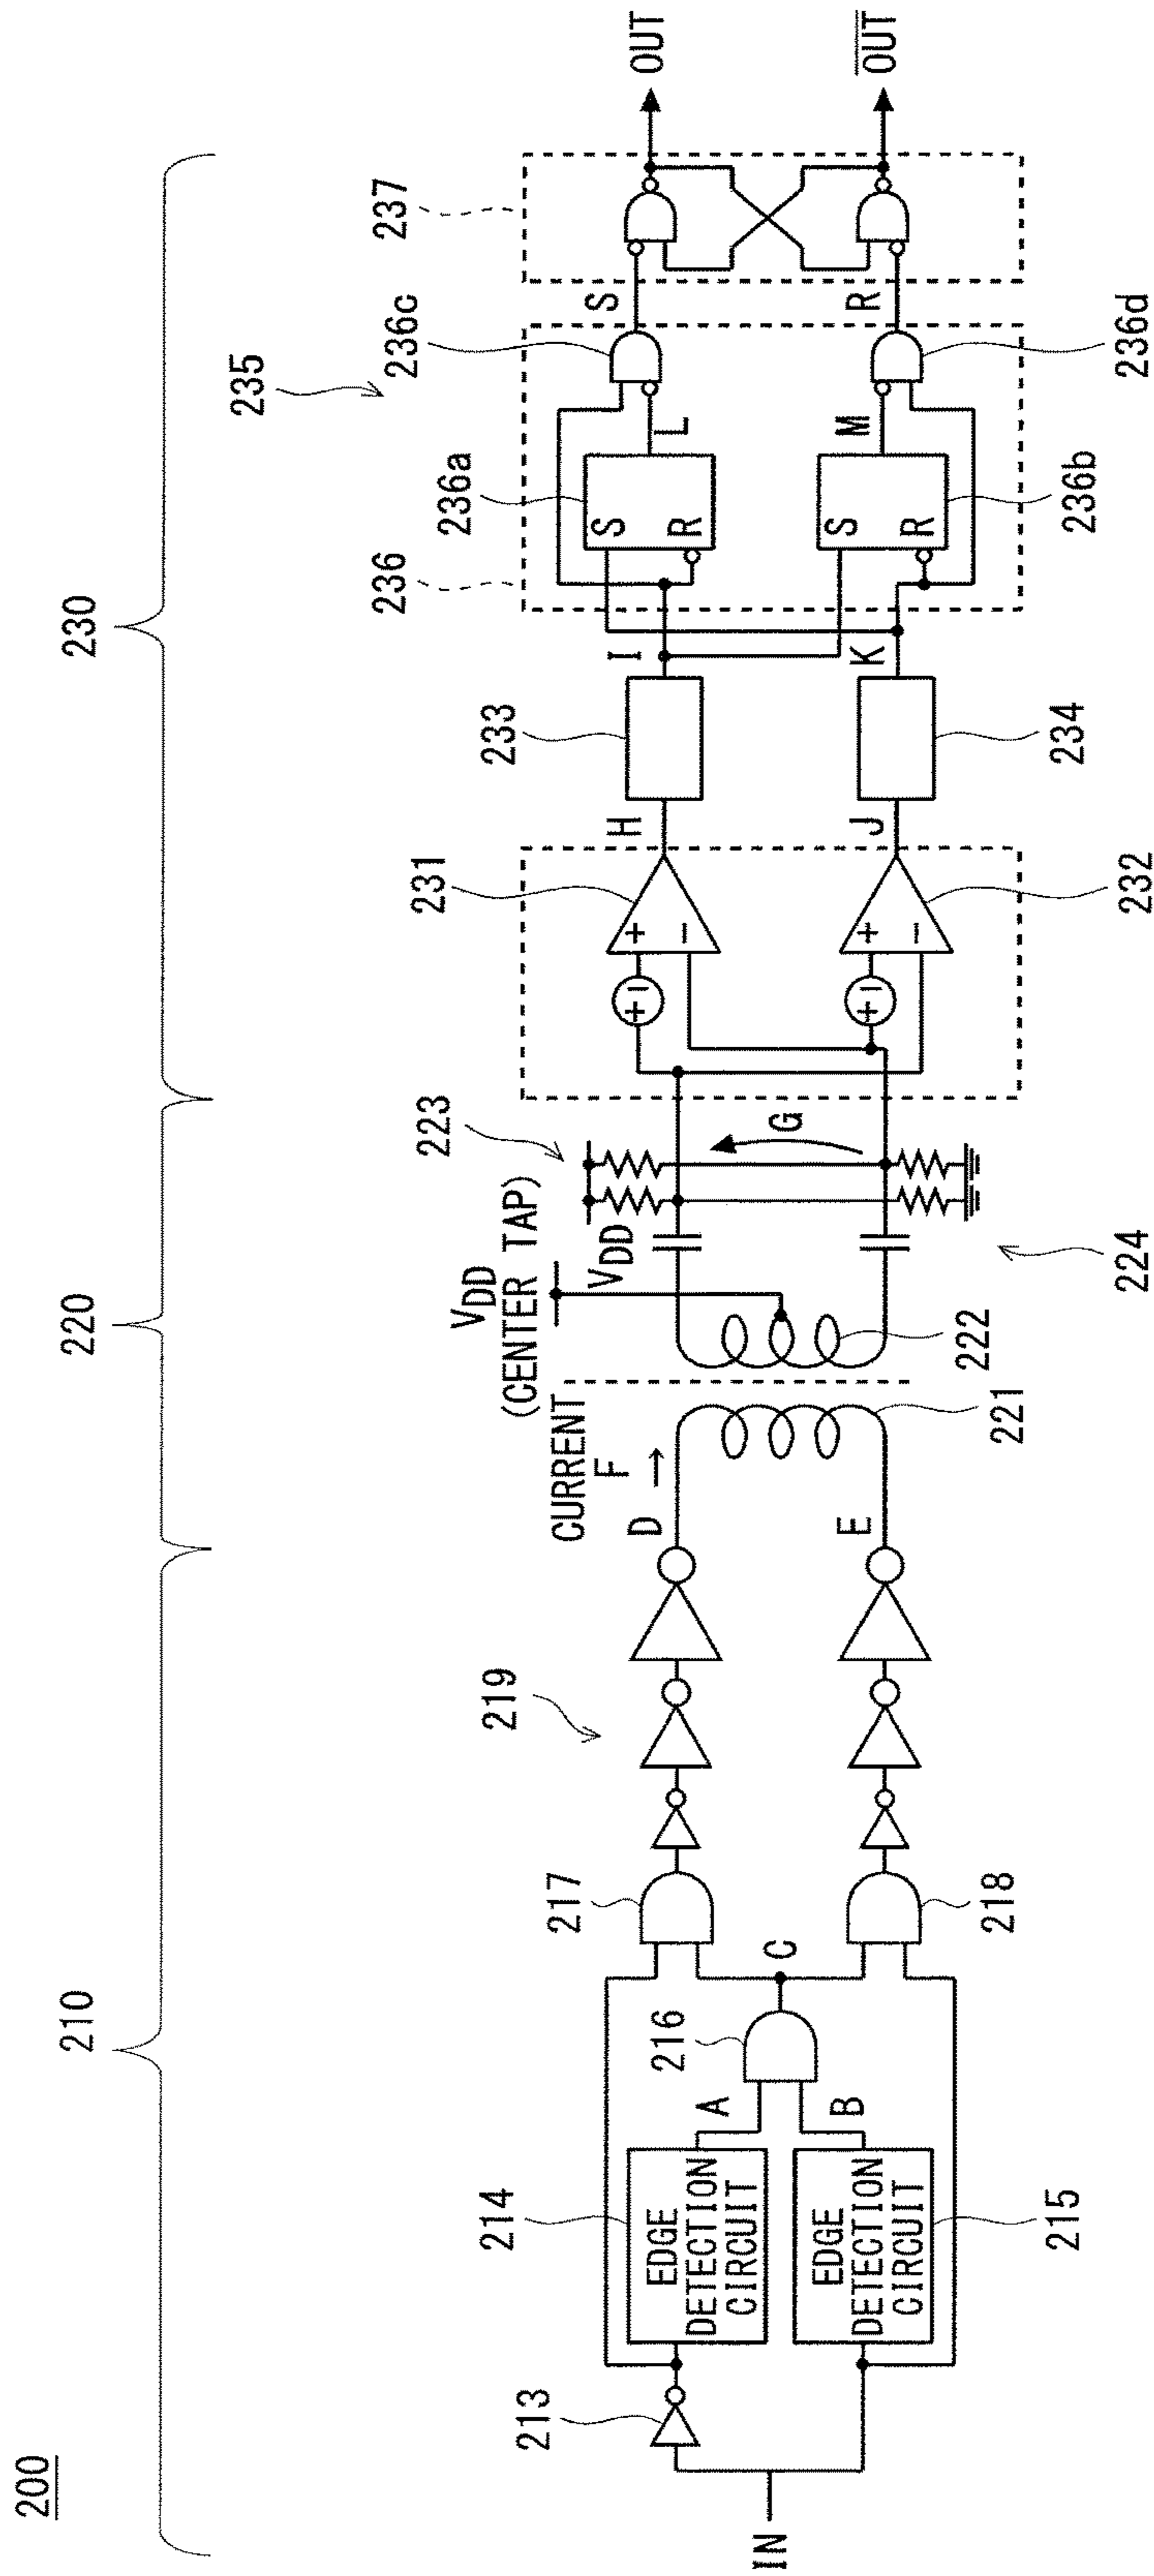 200
210
220
230
IN
213
214
EDGE
DETECTION
CIRCUIT
215
EDGE
DETECTION
CIRCUIT
A
B
216
C
217
218
219
D
E
CURRENT
F
221
222
VDD
(CENTER TAP)
VDD
223
224
G
231
+
−
+
−
232
+
−
+
−
H
J
233
234
I
K
235
236
236a
S
R
236b
S
R
L
M
236c
236d
S
R
237
OUT
OUT